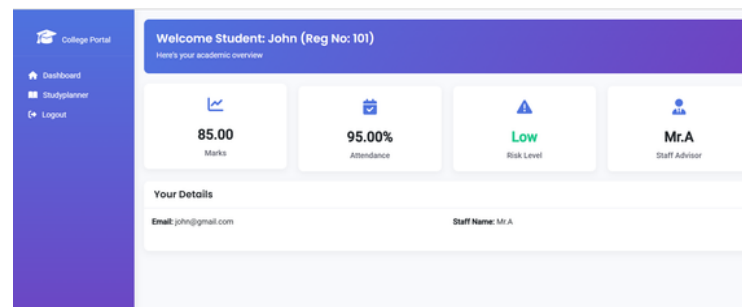 College Portal
Dashboard
Studyplanner
Logout
Welcome Student: John (Reg No: 101)
Here's your academic overview
85.00
Marks
95.00%
Attendance
Low
Risk Level
Mr.A
Staff Advisor
Your Details
Email: john@gmail.com
Staff Name: Mr.A